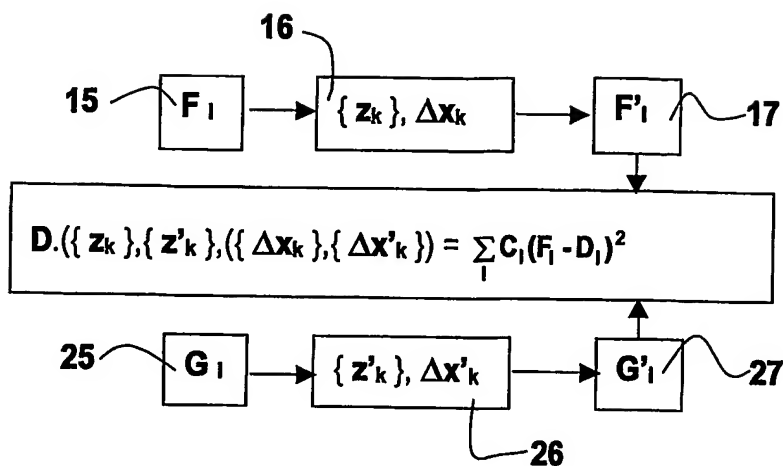 16
15 F l { z k }, Δx k F' l 17
D.({ z k },{ z' k },({ Δx k },{ Δx' k }) = ∑ l C l (F l - D l )²
25 G l { z' k }, Δx' k G' l 27
26